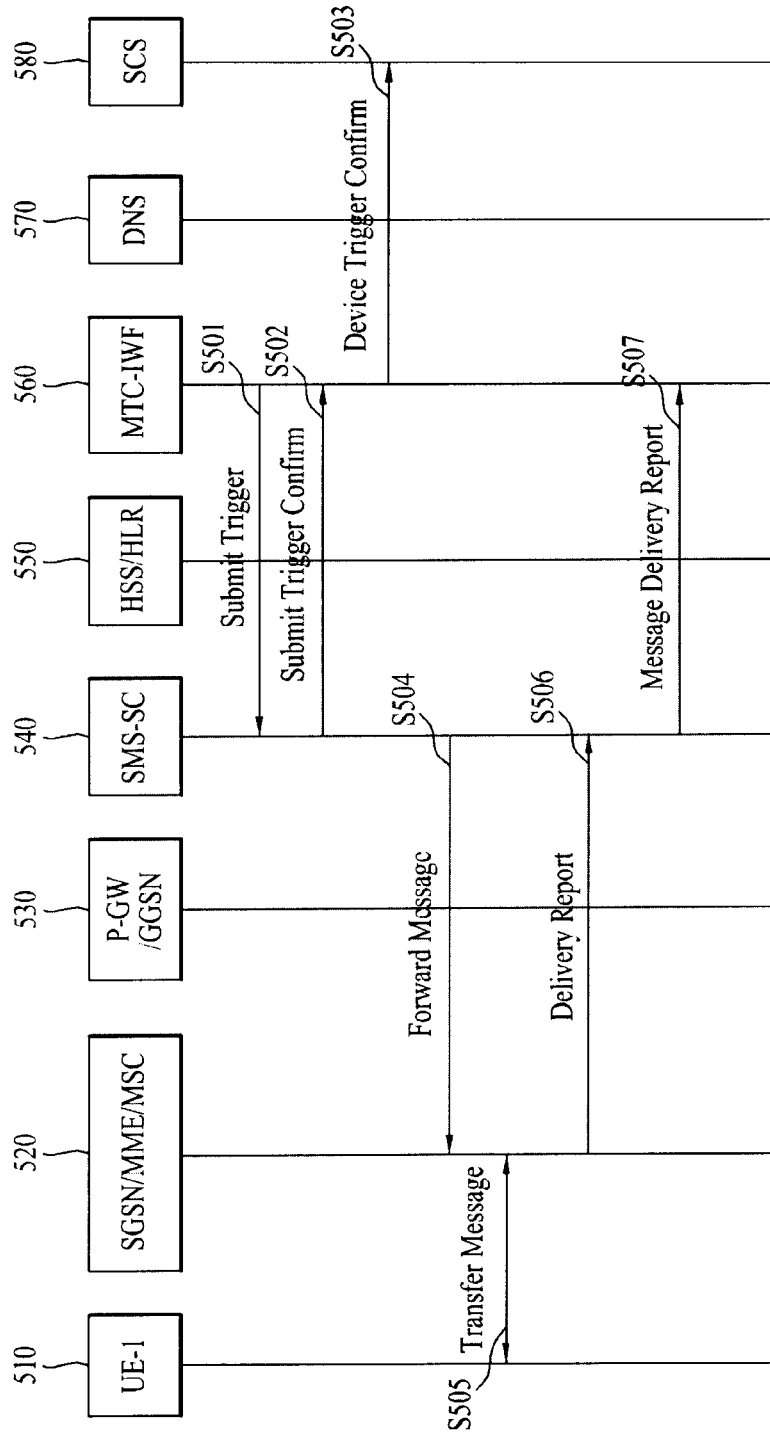 510
520
530
540
550
560
570
580
UE-1
SGSN/MME/MSC
P-GW
/GGSN
SMS-SC
HSS/HLR
MTC-IWF
DNS
SCS
S501
Submit Trigger
S502
Submit Trigger Confirm
S503
Device Trigger Confirm
S504
Forward Message
S505
Transfer Message
S506
Delivery Report
S507
Message Delivery Report